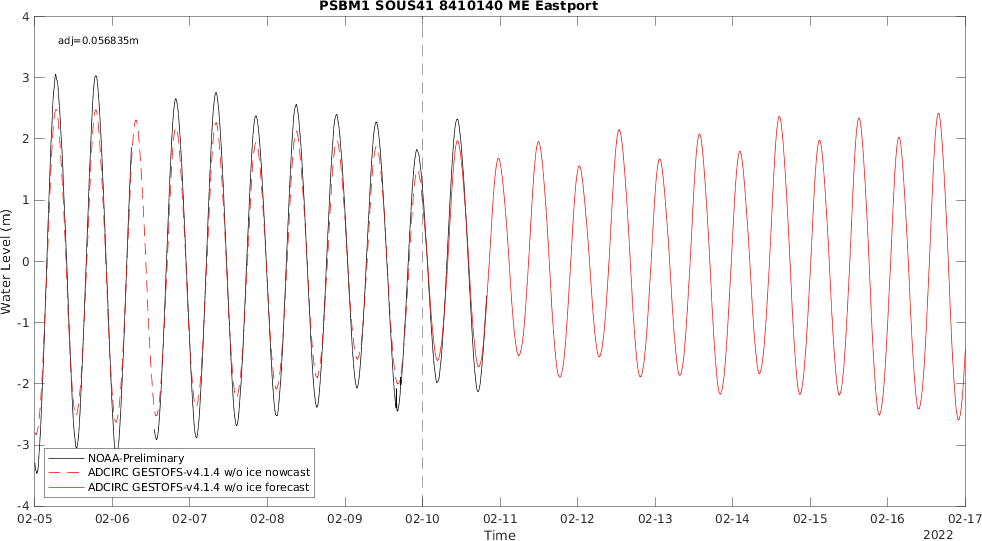 PSBM1 SOUS41 8410140 ME Eastport
adj=0.056835m
4
3
2
1
0
-1
-2
-3
-4
Water Level (m)
NOAA-Preliminary
ADCIRC GESTOFS-v4.1.4 w/o ice nowcast
ADCIRC GESTOFS-v4.1.4 w/o ice forecast
02-05 02-06 02-07 02-08 02-09 02-10 02-11 02-12 02-13 02-14 02-15 02-16 02-17
Time
2022